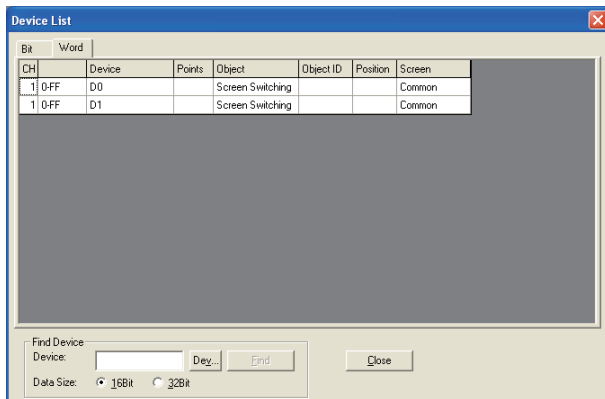 Device List
Bit Word
CH Device Points Object Object ID Position Screen
1 0-FF D0 Screen Switching Common
1 0-FF D1 Screen Switching Common
Find Device
Device: Dev... Find Close
Data Size: 16Bit 32Bit